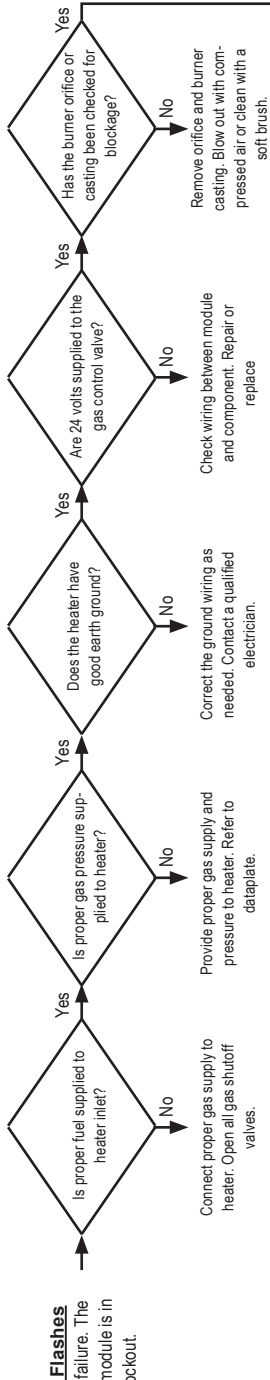 Flashes
failure. The
module is in
ockout.
Is proper fuel supplied to
heater inlet?
Yes
No
Connect proper gas supply to
heater. Open all gas shutoff
valves.
Is proper gas pressure sup-
plied to heater?
Yes
No
Provide proper gas supply and
pressure to heater. Refer to
dataplate.
Does the heater have
good earth ground?
Yes
No
Correct the ground wiring as
needed. Contact a qualified
electrician.
Are 24 volts supplied to the
gas control valve?
Yes
No
Check wiring between module
and component. Repair or
replace
Has the burner orifice or
casting been checked for
blockage?
Yes
No
Remove orifice and burner
casting. Blow out with com-
pressed air or clean with a
soft brush.